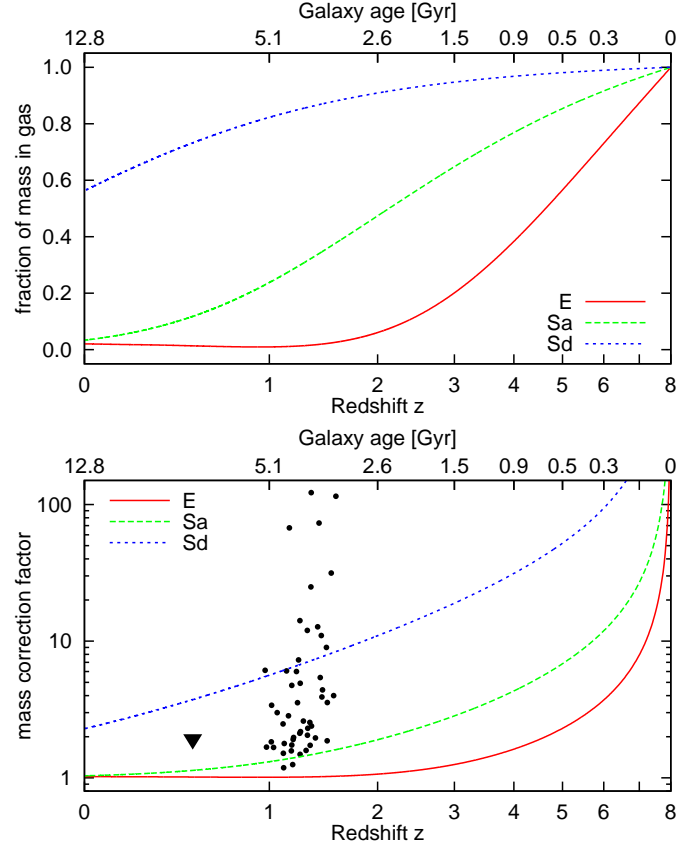 Galaxy age [Gyr]
12.8 5.1 2.6 1.5 0.9 0.5 0.3 0
1.0
0.8
0.6
0.4
0.2
0.0
fraction of mass in gas
E
Sa
Sd
0 1 2 3 4 5 6 8
Redshift z
Galaxy age [Gyr]
12.8 5.1 2.6 1.5 0.9 0.5 0.3 0
100
10
1
mass correction factor
E
Sa
Sd
0 1 2 3 4 5 6 8
Redshift z